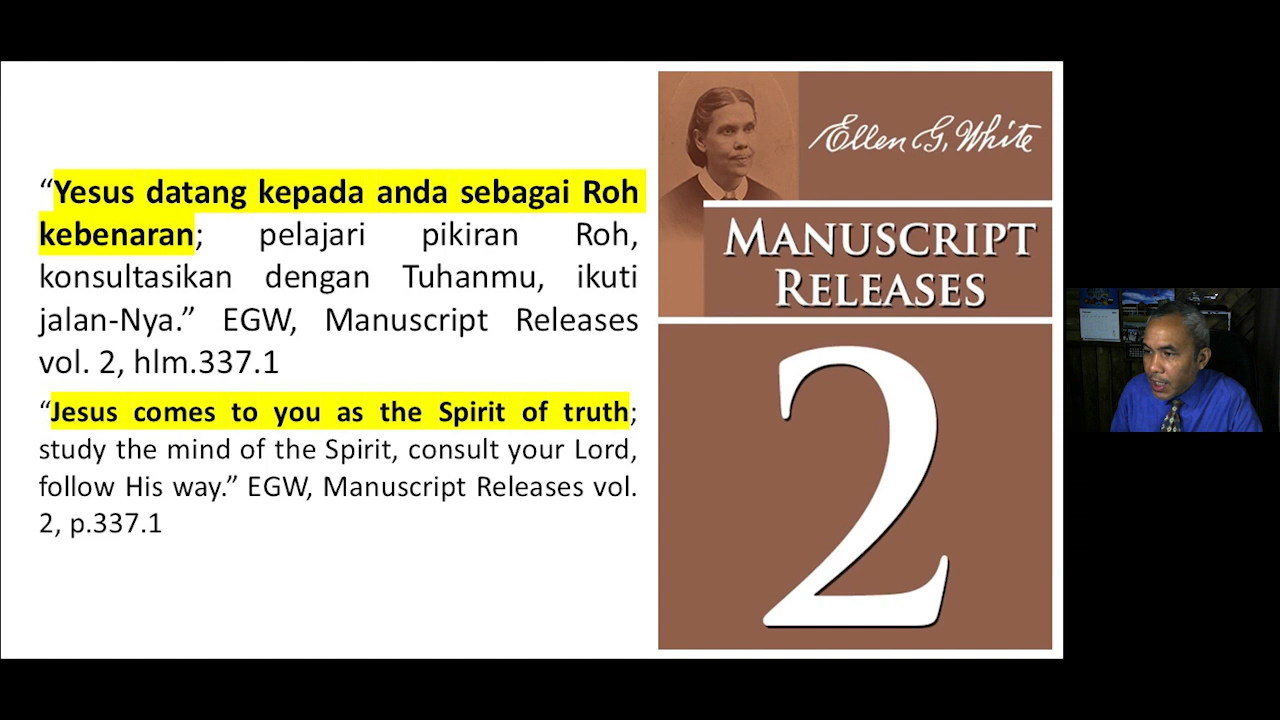 “Yesus datang kepada anda sebagai Roh
kebenaran; pelajari pikiran Roh,
konsultasikan dengan Tuhanmu, ikuti
jalan-Nya.” EGW, Manuscript Releases
vol. 2, hlm.337.1
“Jesus comes to you as the Spirit of truth;
study the mind of the Spirit, consult your Lord,
follow His way.” EGW, Manuscript Releases vol.
2, p.337.1
Ellen G. White
MANUSCRIPT
RELEASES
2